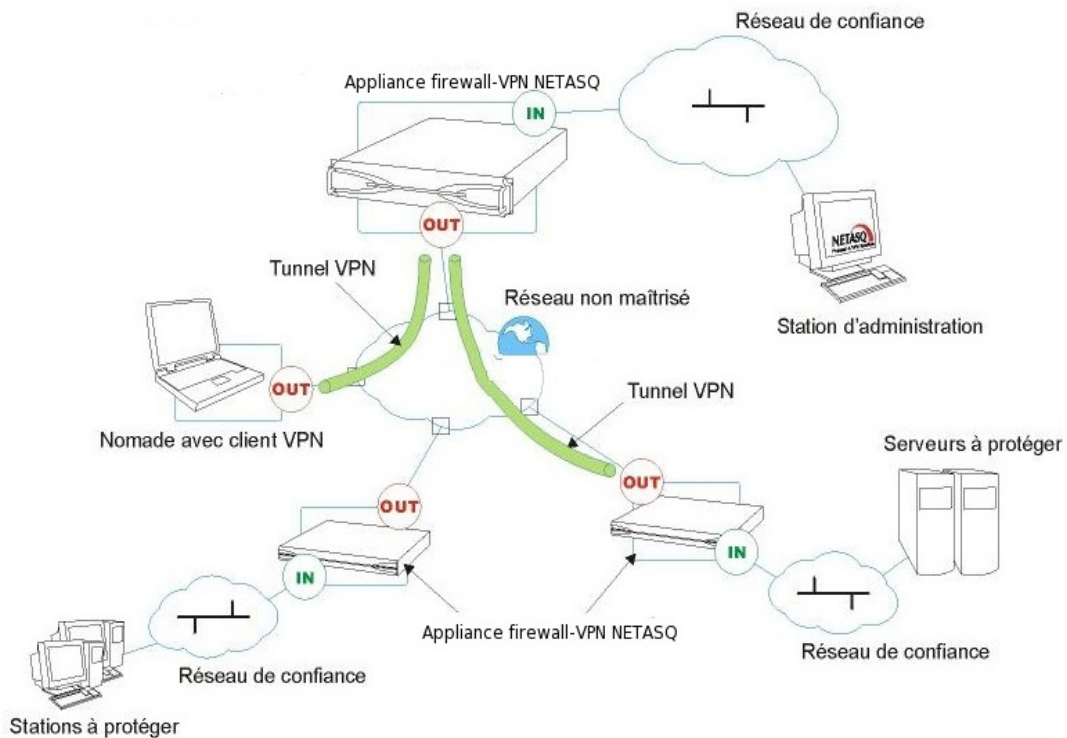 Réseau de confiance
Appliance firewall-VPN NETASQ
IN
OUT
NETASQ
Tunnel VPN
Réseau non maîtrisé
Station d'administration
OUT
Nomade avec client VPN
Tunnel VPN
Serveurs à protéger
OUT
OUT
IN
IN
Appliance firewall-VPN NETASQ
Réseau de confiance
Réseau de confiance
Stations à protéger